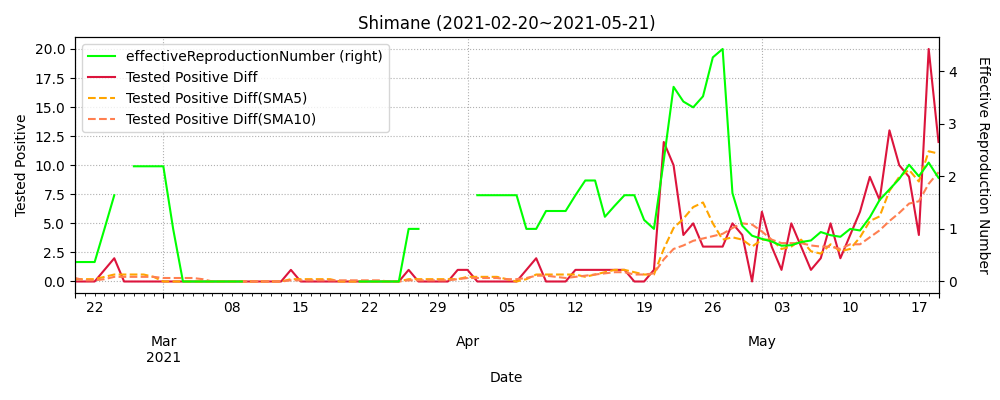 Shimane (2021-02-20~2021-05-21)
effectiveReproductionNumber (right)
Tested Positive Diff
Tested Positive Diff(SMA5)
Tested Positive Diff(SMA10)
Tested Positive
20.0
17.5
15.0
12.5
10.0
7.5
5.0
2.5
0.0
4
3
2
1
0
Effective Reproduction Number
22 08 15 22 29 05 12 19 26 03 10 17
Mar Apr May
2021
Date